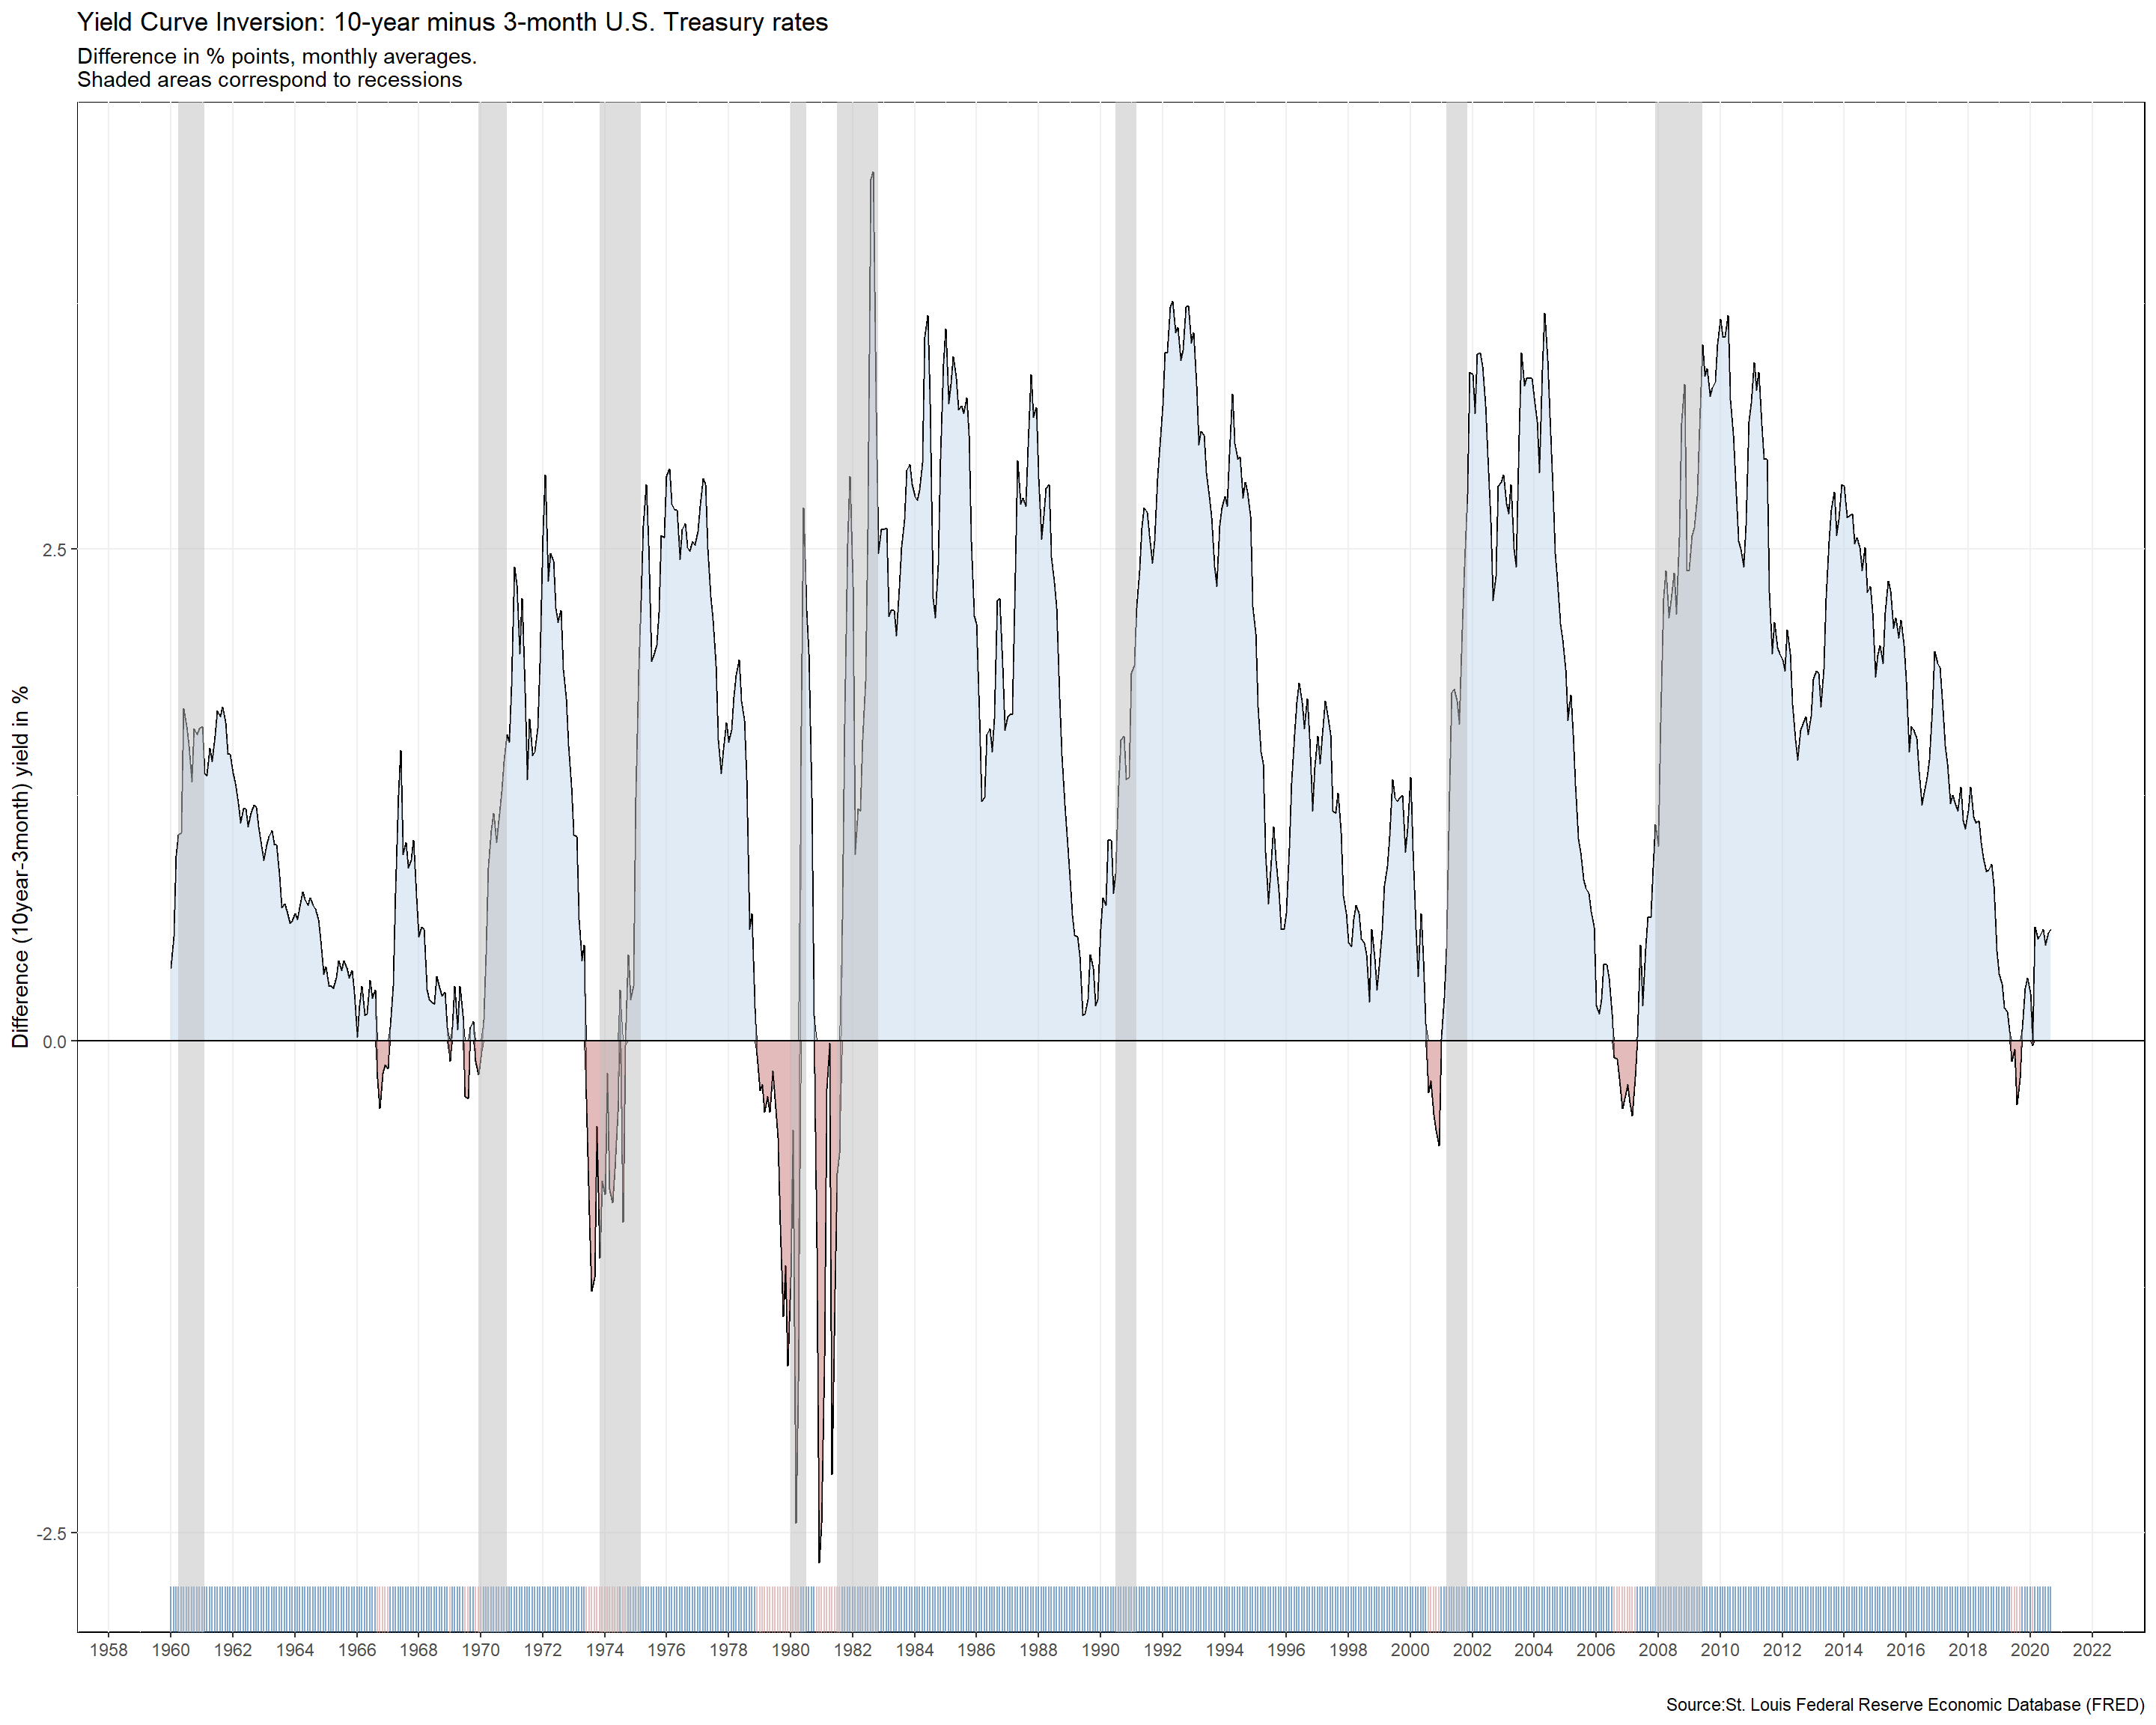 Yield Curve Inversion: 10-year minus 3-month U.S. Treasury rates
Difference in % points, monthly averages.
Shaded areas correspond to recessions
Difference (10year-3month) yield in %
2.5
0.0
-2.5
1958 1960 1962 1964 1966 1968 1970 1972 1974 1976 1978 1980 1982 1984 1986 1988 1990 1992 1994 1996 1998 2000 2002 2004 2006 2008 2010 2012 2014 2016 2018 2020 2022
Source:St. Louis Federal Reserve Economic Database (FRED)